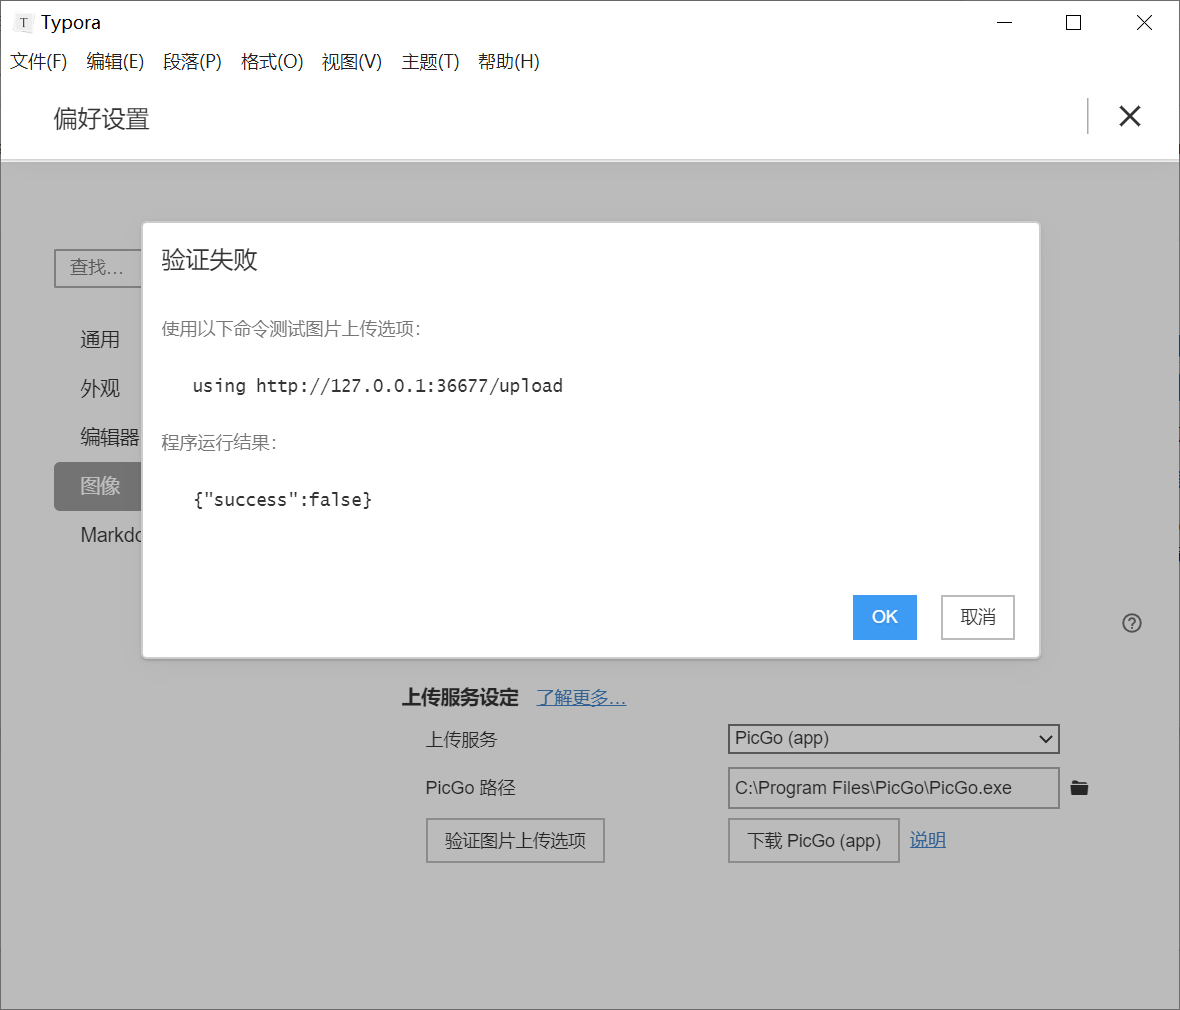 T Typora
文件(F) 编辑(E) 段落(P) 格式(O) 视图(V) 主题(T) 帮助(H)
偏好设置
查找...
通用
外观
编辑器
图像
Markdo
验证失败
使用以下命令测试图片上传选项:
using http://127.0.0.1:36677/upload
程序运行结果:
{"success":false}
OK 取消
上传服务设定 了解更多...
上传服务 PicGo (app)
PicGo 路径 C:\Program Files\PicGo\PicGo.exe
验证图片上传选项 下载 PicGo (app) 说明